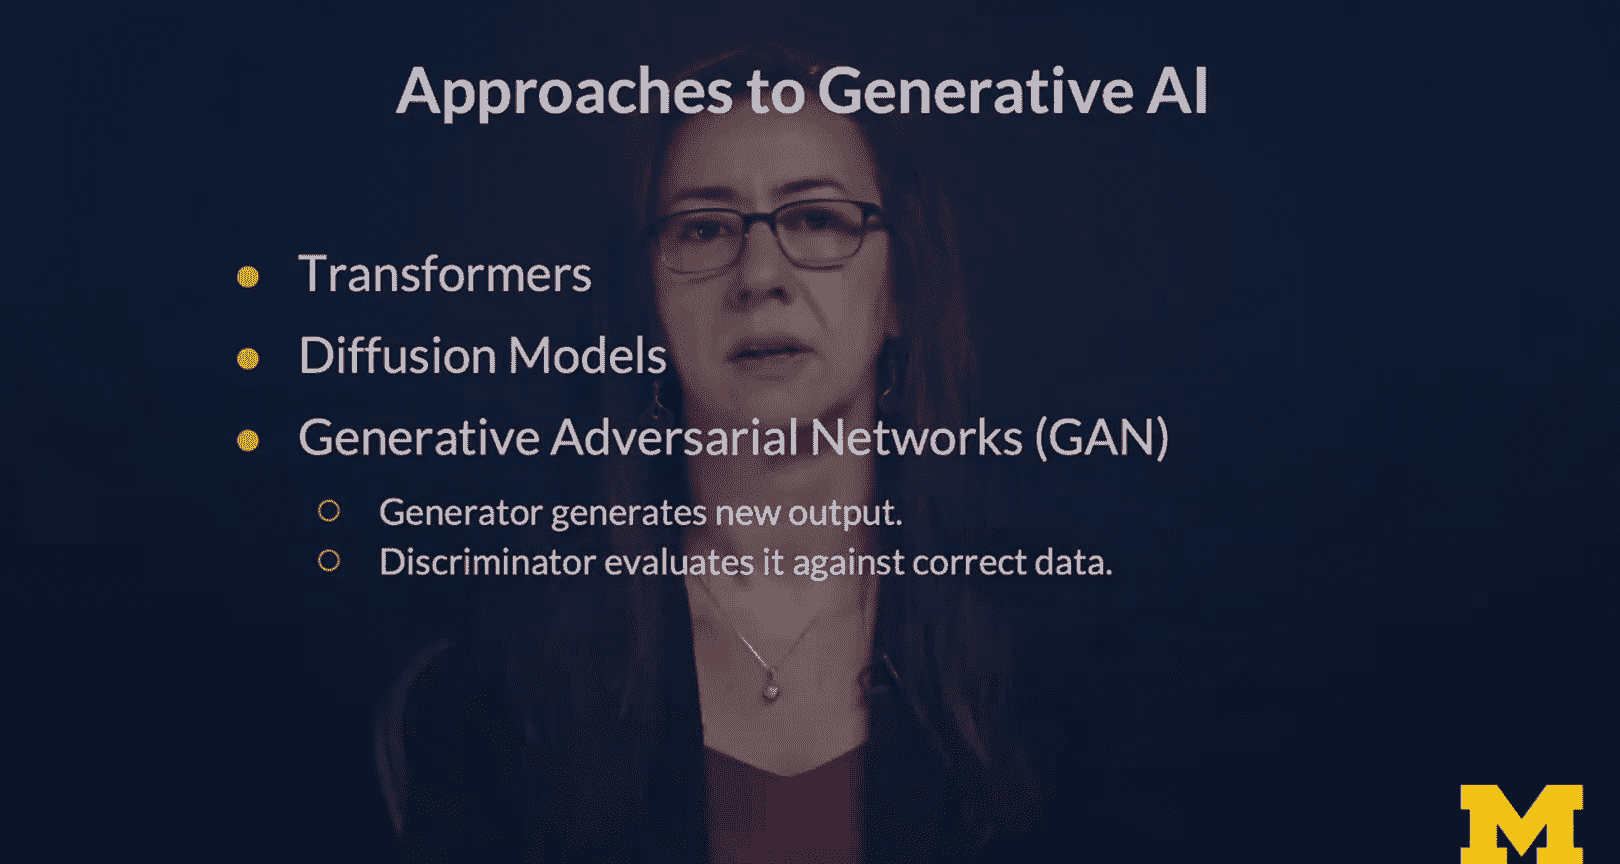 Approaches to Generative AI
Transformers
Diffusion Models
Generative Adversarial Networks (GAN)
Generator generates new output.
Discriminator evaluates it against correct data.
M